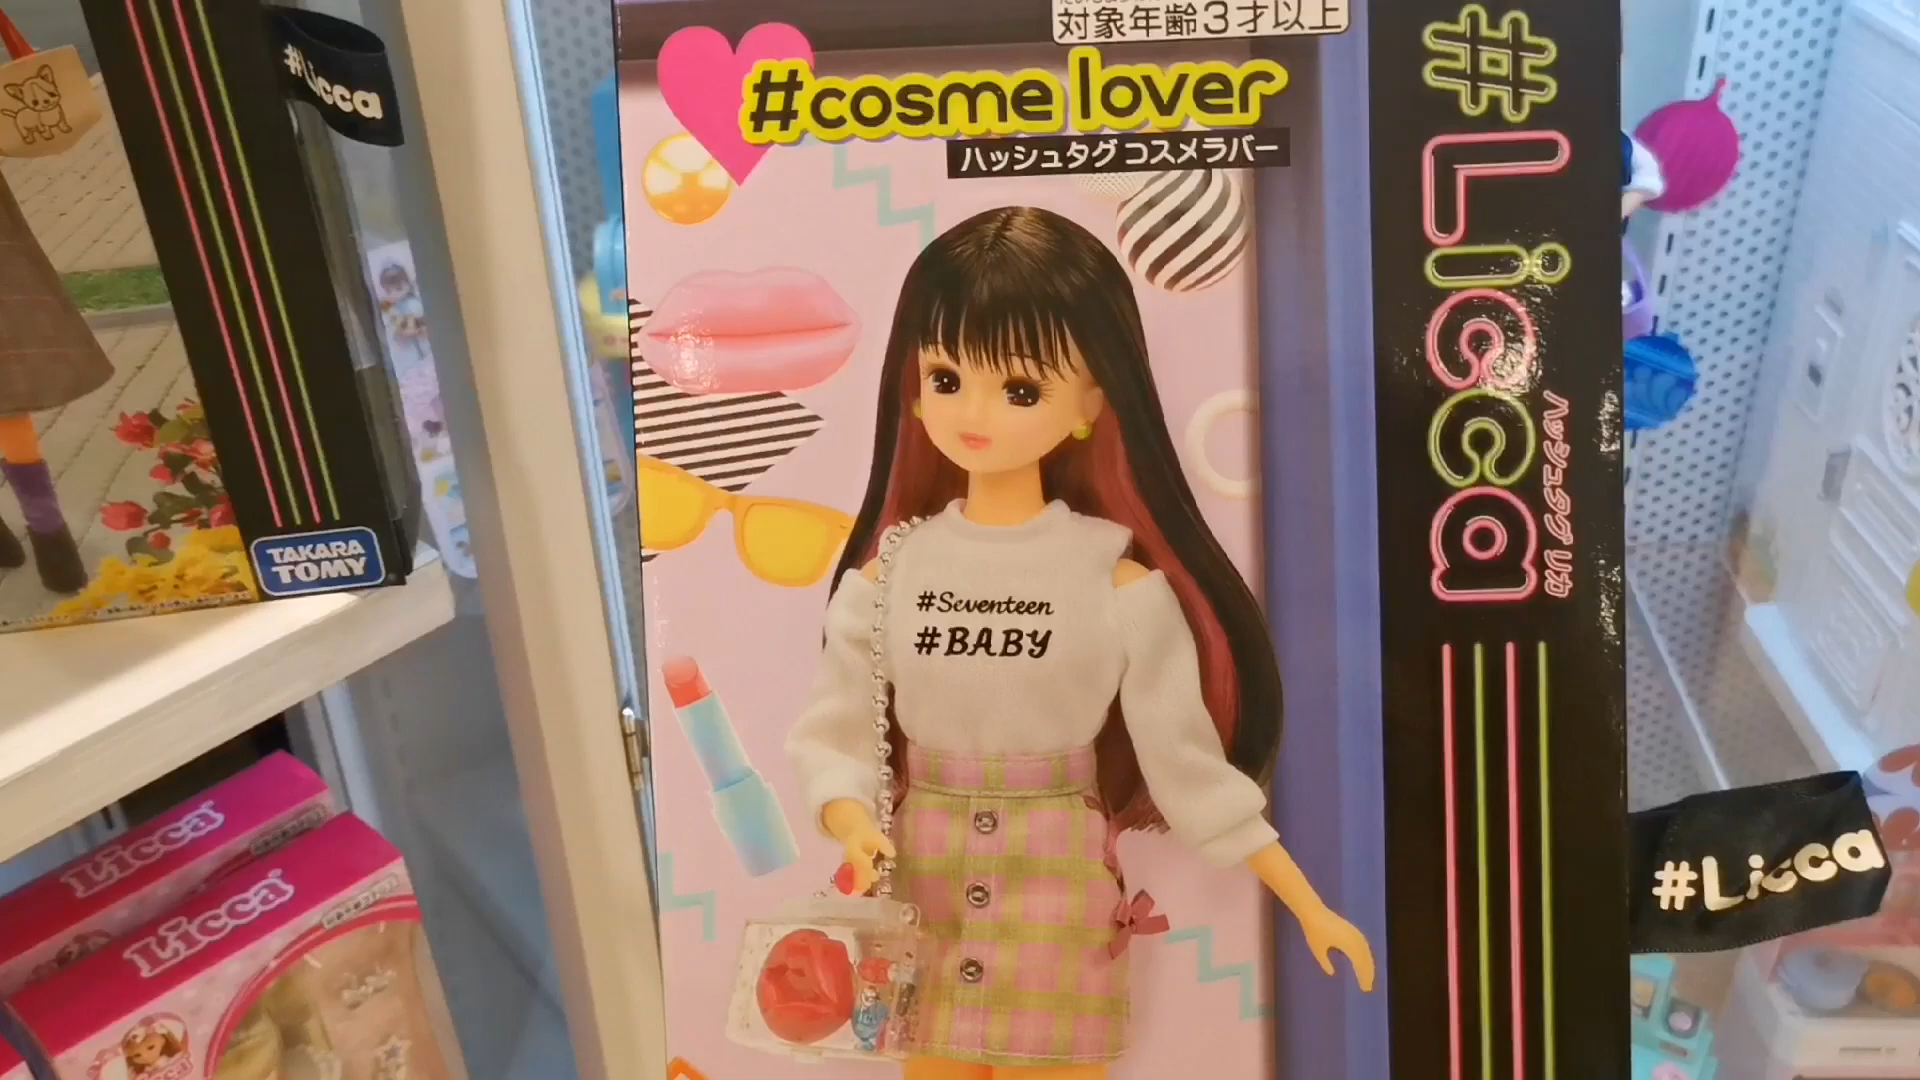 対象年齢3才以上
#cosme lover
ハッシュタグ コスメラバー
#Seventeen
#BABY
#Licca
ハッシュタグ リカ
#Licca
TAKARA
TOMY
Licca
Licca
#Licca